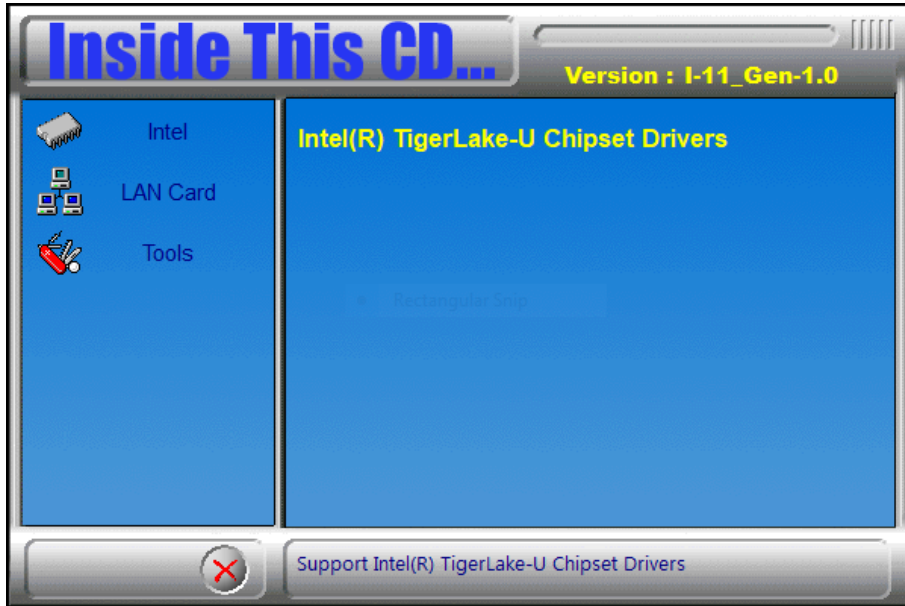 Inside This CD...
Version : I-11_Gen-1.0
Intel
LAN Card
Tools
Intel(R) TigerLake-U Chipset Drivers
Rectangular Snip
Support Intel(R) TigerLake-U Chipset Drivers